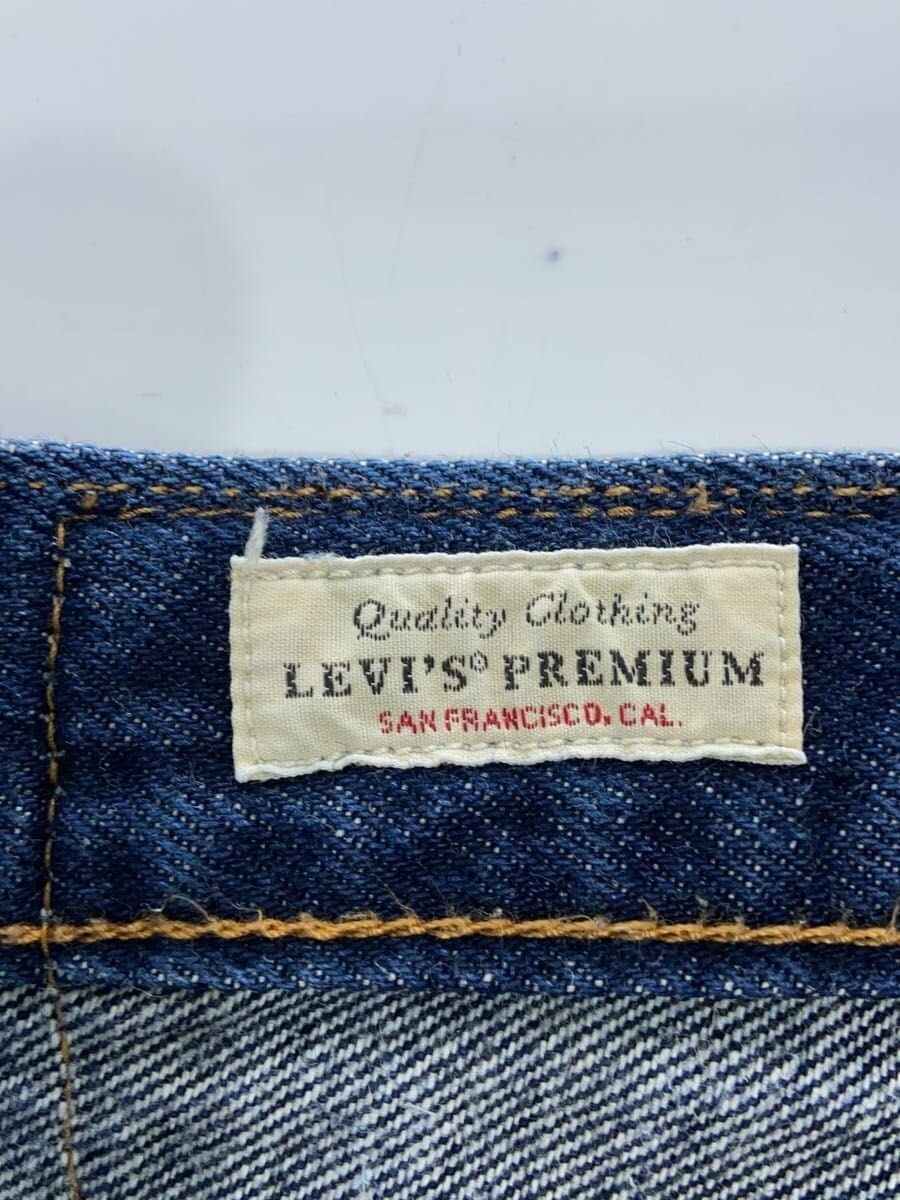 Quality Clothing
LEVI'S® PREMIUM
SAN FRANCISCO, CAL.